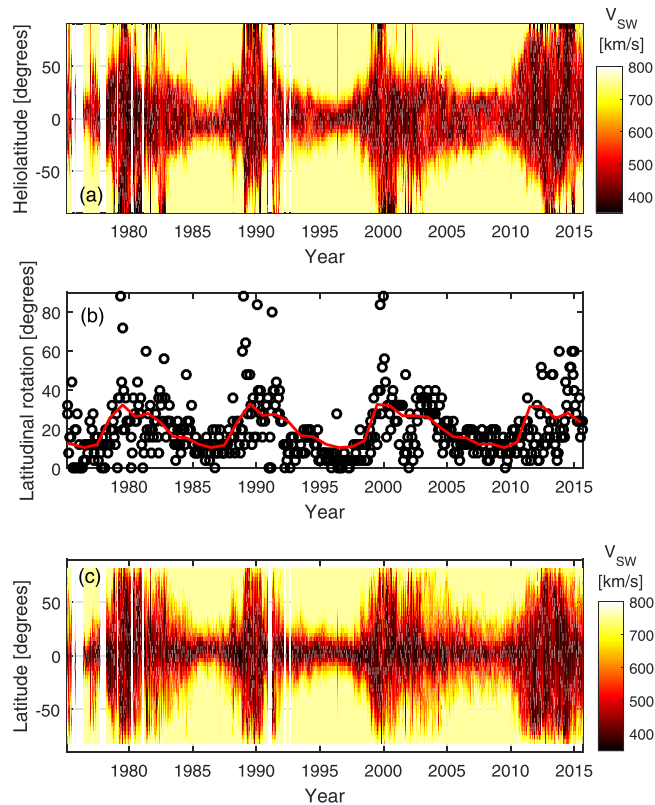 V_SW
[km/s]
Heliolatitude [degrees]
50
0
-50
(a)
800
700
600
500
400
1980 1985 1990 1995 2000 2005 2010 2015
Year
Latitudinal rotation [degrees]
(b)
80
60
40
20
0
1980 1985 1990 1995 2000 2005 2010 2015
Year
V_SW
[km/s]
Latitude [degrees]
(c)
50
0
-50
800
700
600
500
400
1980 1985 1990 1995 2000 2005 2010 2015
Year